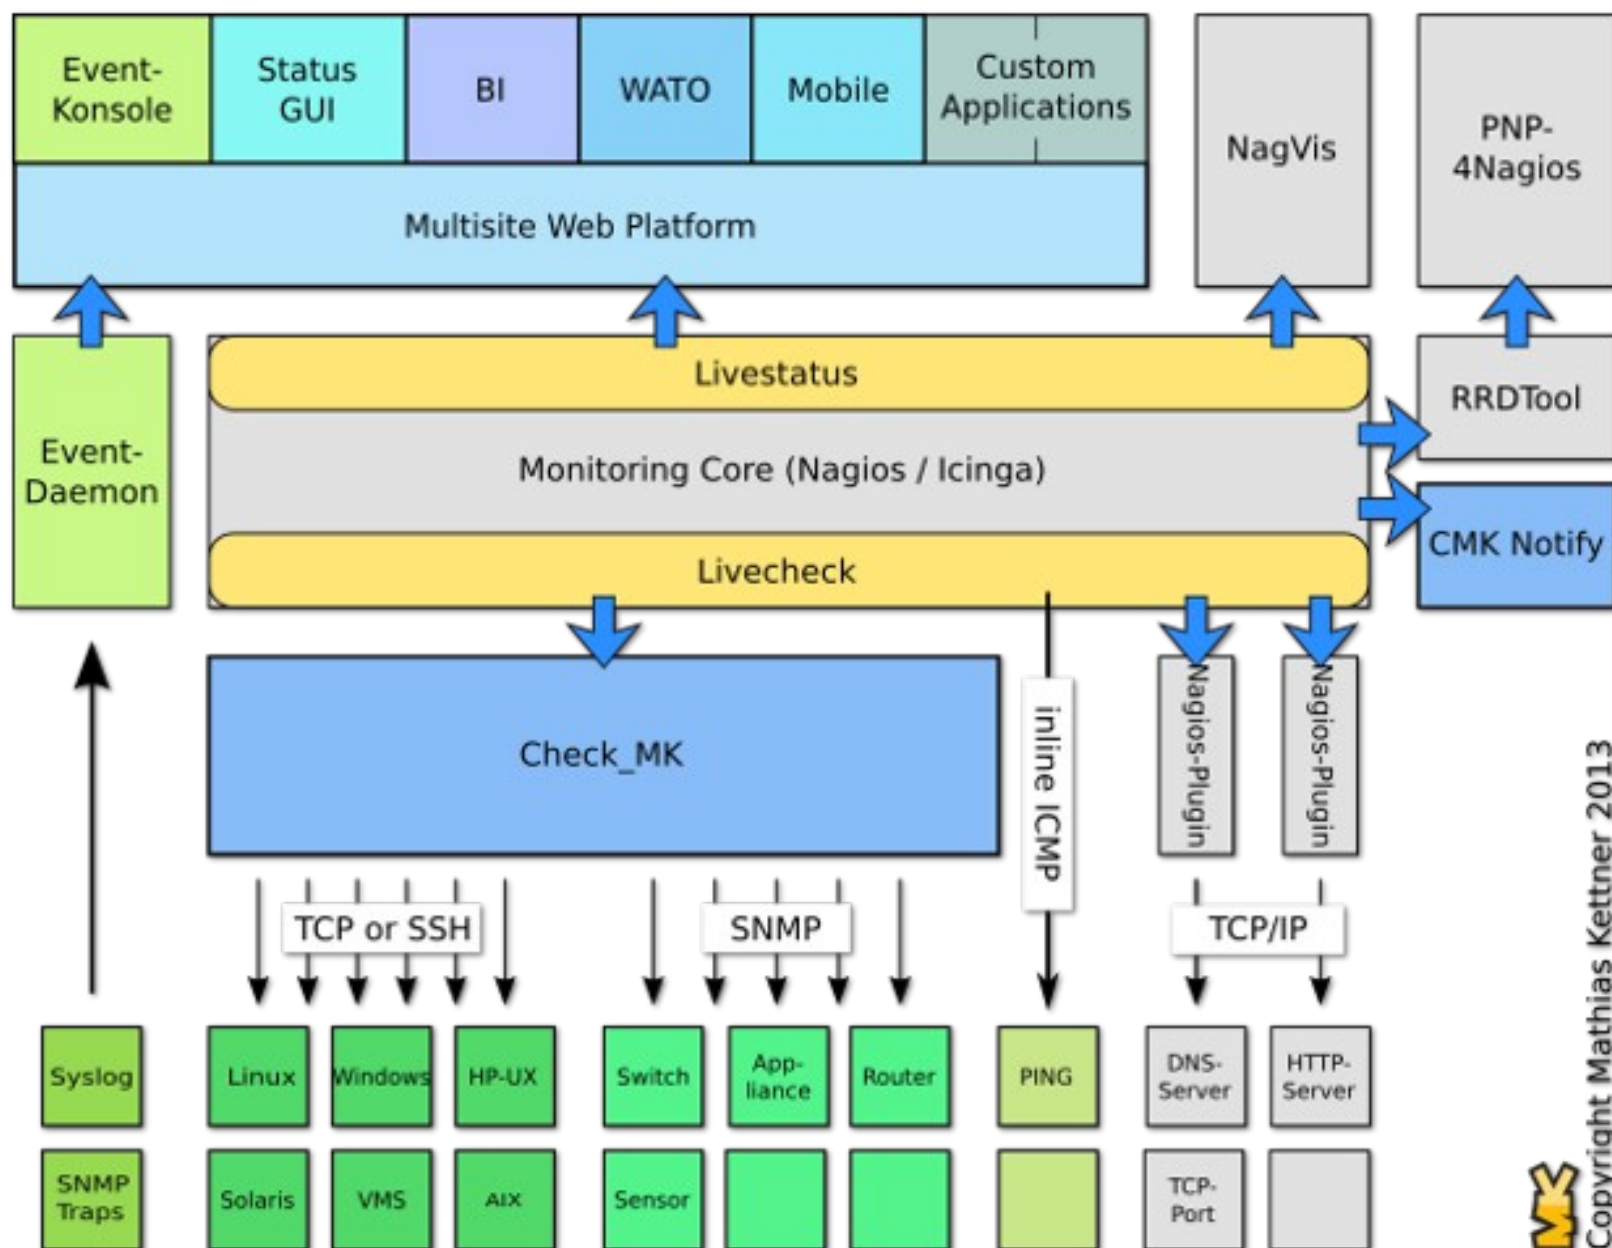 Event-
Konsole
Status
GUI
BI
WATO
Mobile
Custom
Applications
NagVis
PNP-
4Nagios
Multisite Web Platform
Event-
Daemon
Livestatus
Monitoring Core (Nagios / Icinga)
Livecheck
RRDTool
CMK Notify
Check_MK
inline ICMP
Nagios-Plugin
Nagios-Plugin
TCP or SSH
SNMP
TCP/IP
Syslog
Linux
Windows
HP-UX
Switch
App-
liance
Router
PING
DNS-
Server
HTTP-
Server
SNMP
Traps
Solaris
VMS
AIX
Sensor
TCP-
Port
MK
Copyright Mathias Kettner 2013